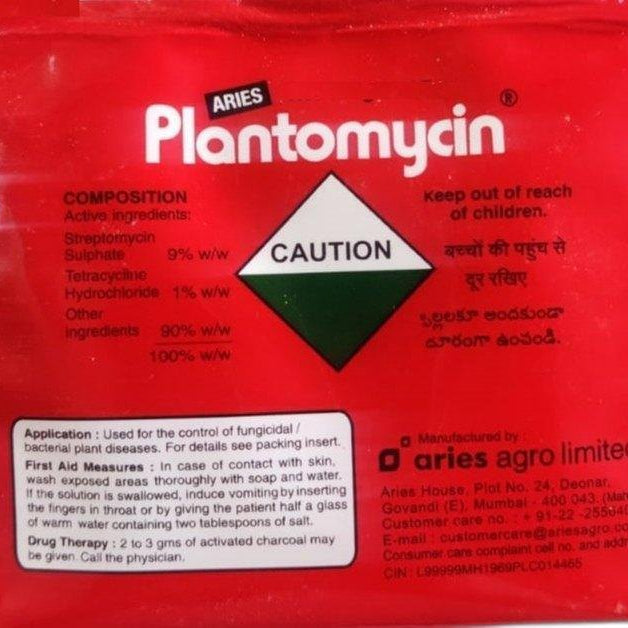 ARIES
Plantomycin ®
COMPOSITION
Active ingredients:
Streptomycin
Sulphate 9% w/w
Tetracycline
Hydrochloride 1% w/w
Other
ingredients 90% w/w
100% w/w
CAUTION
Keep out of reach
of children.
बच्चों की पहुंच से
दूर रखिए
పిల్లలకూ అందకుండా
దూరంగా ఉంచండి.
Application : Used for the control of fungicidal /
bacterial plant diseases. For details see packing insert.
First Aid Measures : In case of contact with skin,
wash exposed areas thoroughly with soap and water.
If the solution is swallowed, induce vomiting by inserting
the fingers in throat or by giving the patient half a glass
of warm water containing two tablespoons of salt.
Drug Therapy : 2 to 3 gms of activated charcoal may
be given. Call the physician.
Manufactured by :
aries agro limite
Aries House, Plot No. 24, Deonar,
Govandi (E), Mumbai - 400 043. (Mah
Customer care no. : + 91-22 -255640
E-mail : customercare@ariesagro.co
Consumer care complaint cell no. and addr
CIN : L99999MH1969PLC014465